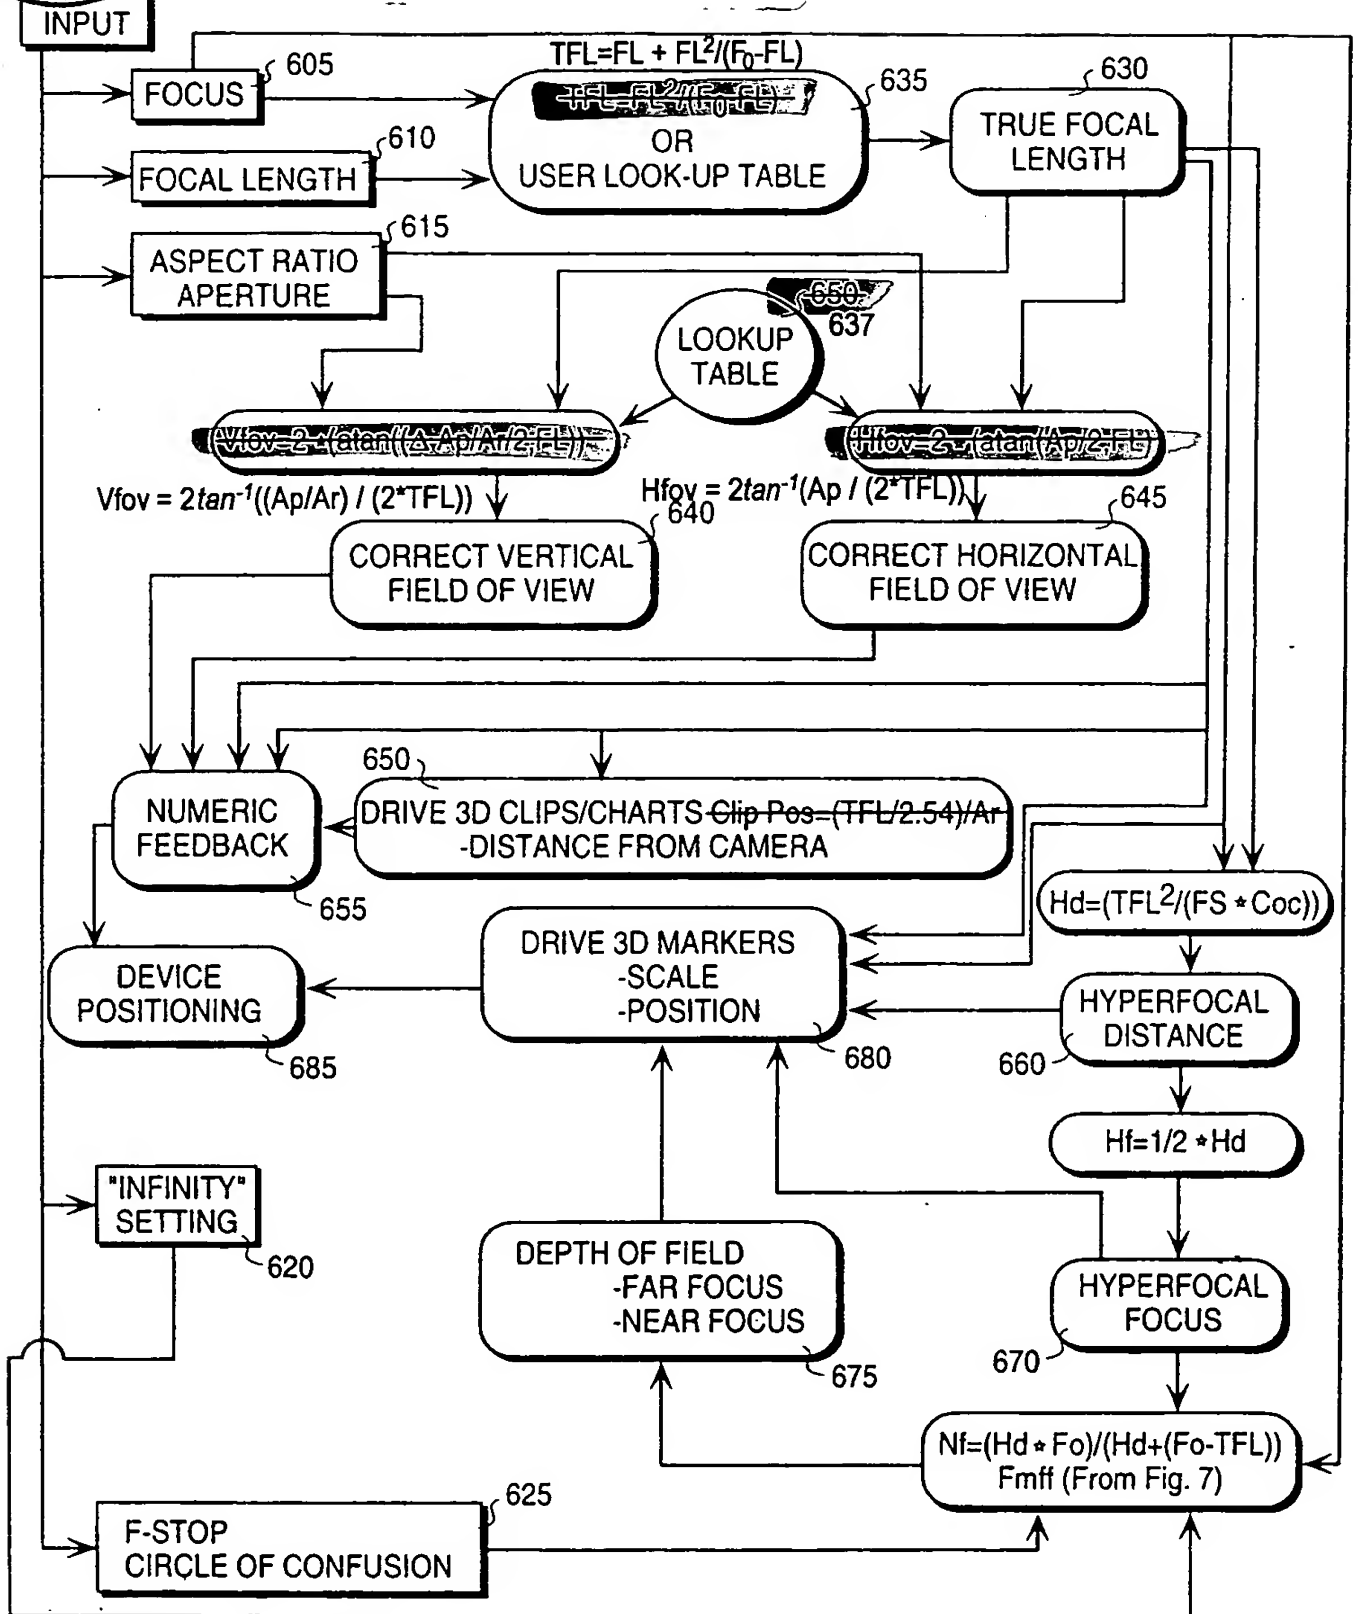 INPUT
TFL=FL + FL²/(F₀-FL)
605
FOCUS
635
OR
USER LOOK-UP TABLE
630
TRUE FOCAL
LENGTH
610
FOCAL LENGTH
615
ASPECT RATIO
APERTURE
650
637
LOOKUP
TABLE
Vfov = 2tan⁻¹((Ap/Ar) / (2*TFL))
Hfov = 2tan⁻¹(Ap / (2*TFL))
640
CORRECT VERTICAL
FIELD OF VIEW
645
CORRECT HORIZONTAL
FIELD OF VIEW
650
NUMERIC
FEEDBACK
655
DRIVE 3D CLIPS/CHARTS Clip Pos=(TFL/2.54)/Ar
-DISTANCE FROM CAMERA
Hd=(TFL²/(FS * Coc))
DRIVE 3D MARKERS
-SCALE
-POSITION
680
DEVICE
POSITIONING
685
HYPERFOCAL
DISTANCE
660
Hf=1/2 * Hd
"INFINITY"
SETTING
620
DEPTH OF FIELD
-FAR FOCUS
-NEAR FOCUS
675
HYPERFOCAL
FOCUS
670
Nf=(Hd * Fo)/(Hd+(Fo-TFL))
Fmff (From Fig. 7)
625
F-STOP
CIRCLE OF CONFUSION